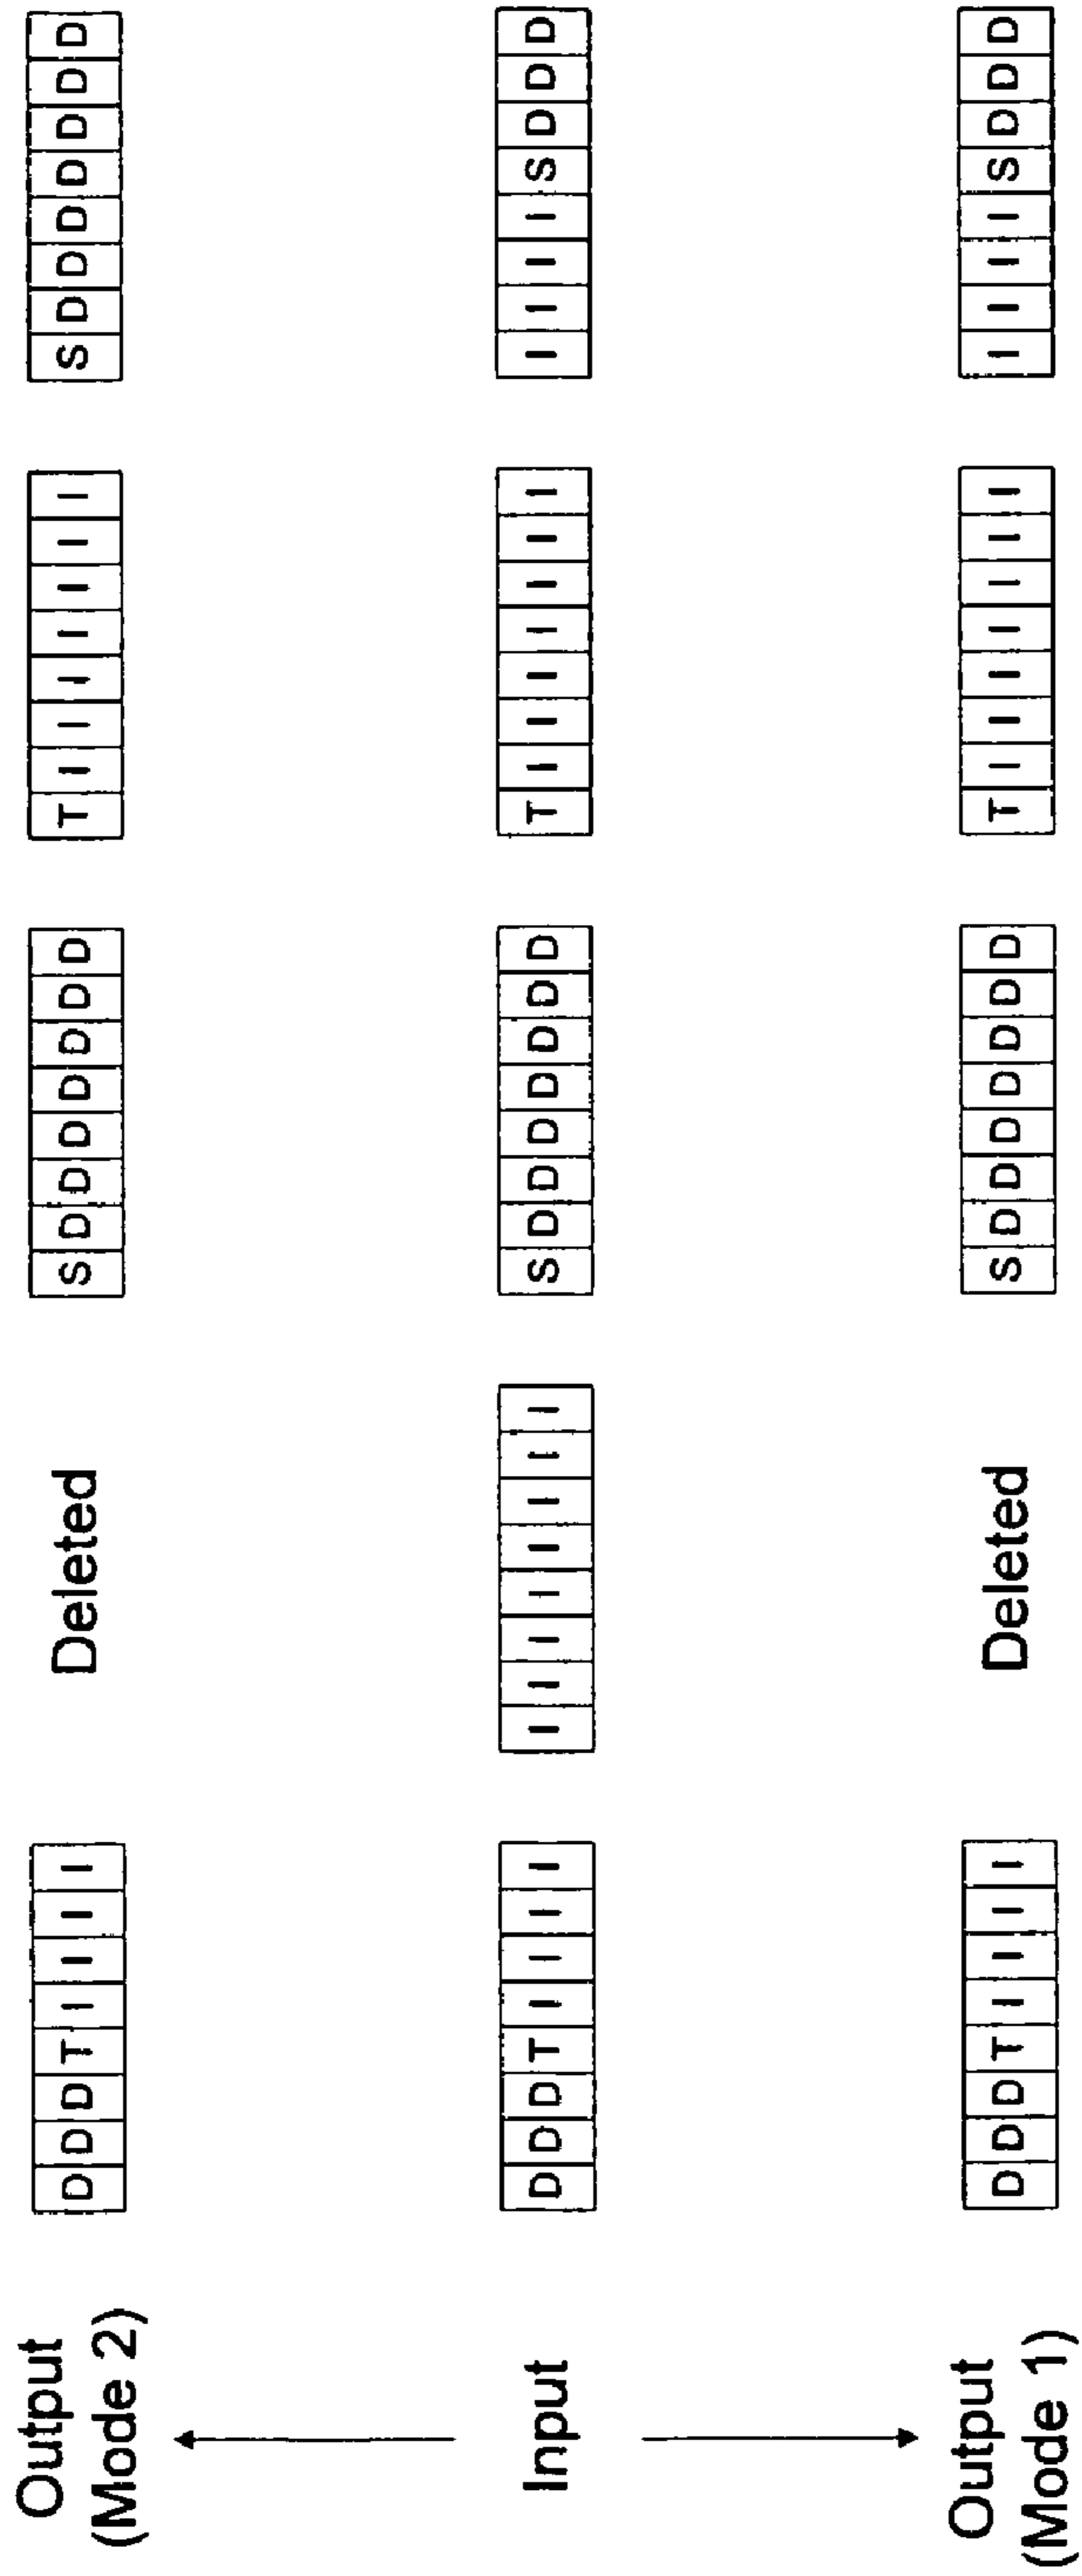 Output
(Mode 2)
D D D T I I I I
Deleted
S D D D D D D D
T I I I I I I I
S D D D D D D D
Input
D D D T I I I I
I I I I I I I I
S D D D D D D D
T I I I I I I I
I I I I S D D D
Output
(Mode 1)
D D D T I I I I
Deleted
S D D D D D D D
T I I I I I I I
I I I I S D D D